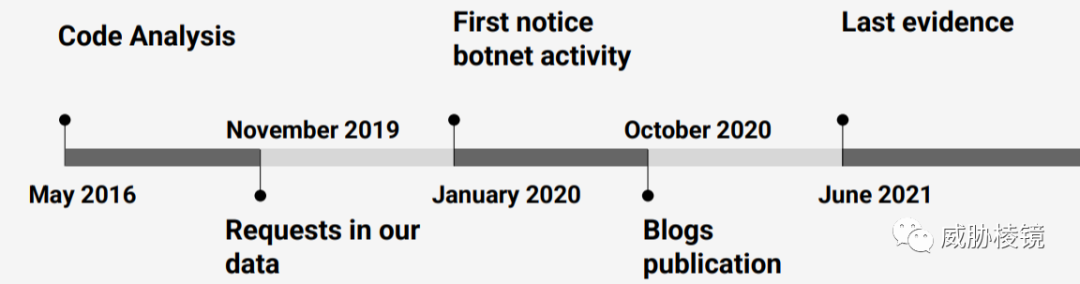 Code Analysis
May 2016
November 2019
Requests in our
data
First notice
botnet activity
January 2020
October 2020
Blogs
publication
Last evidence
June 2021
威胁棱镜